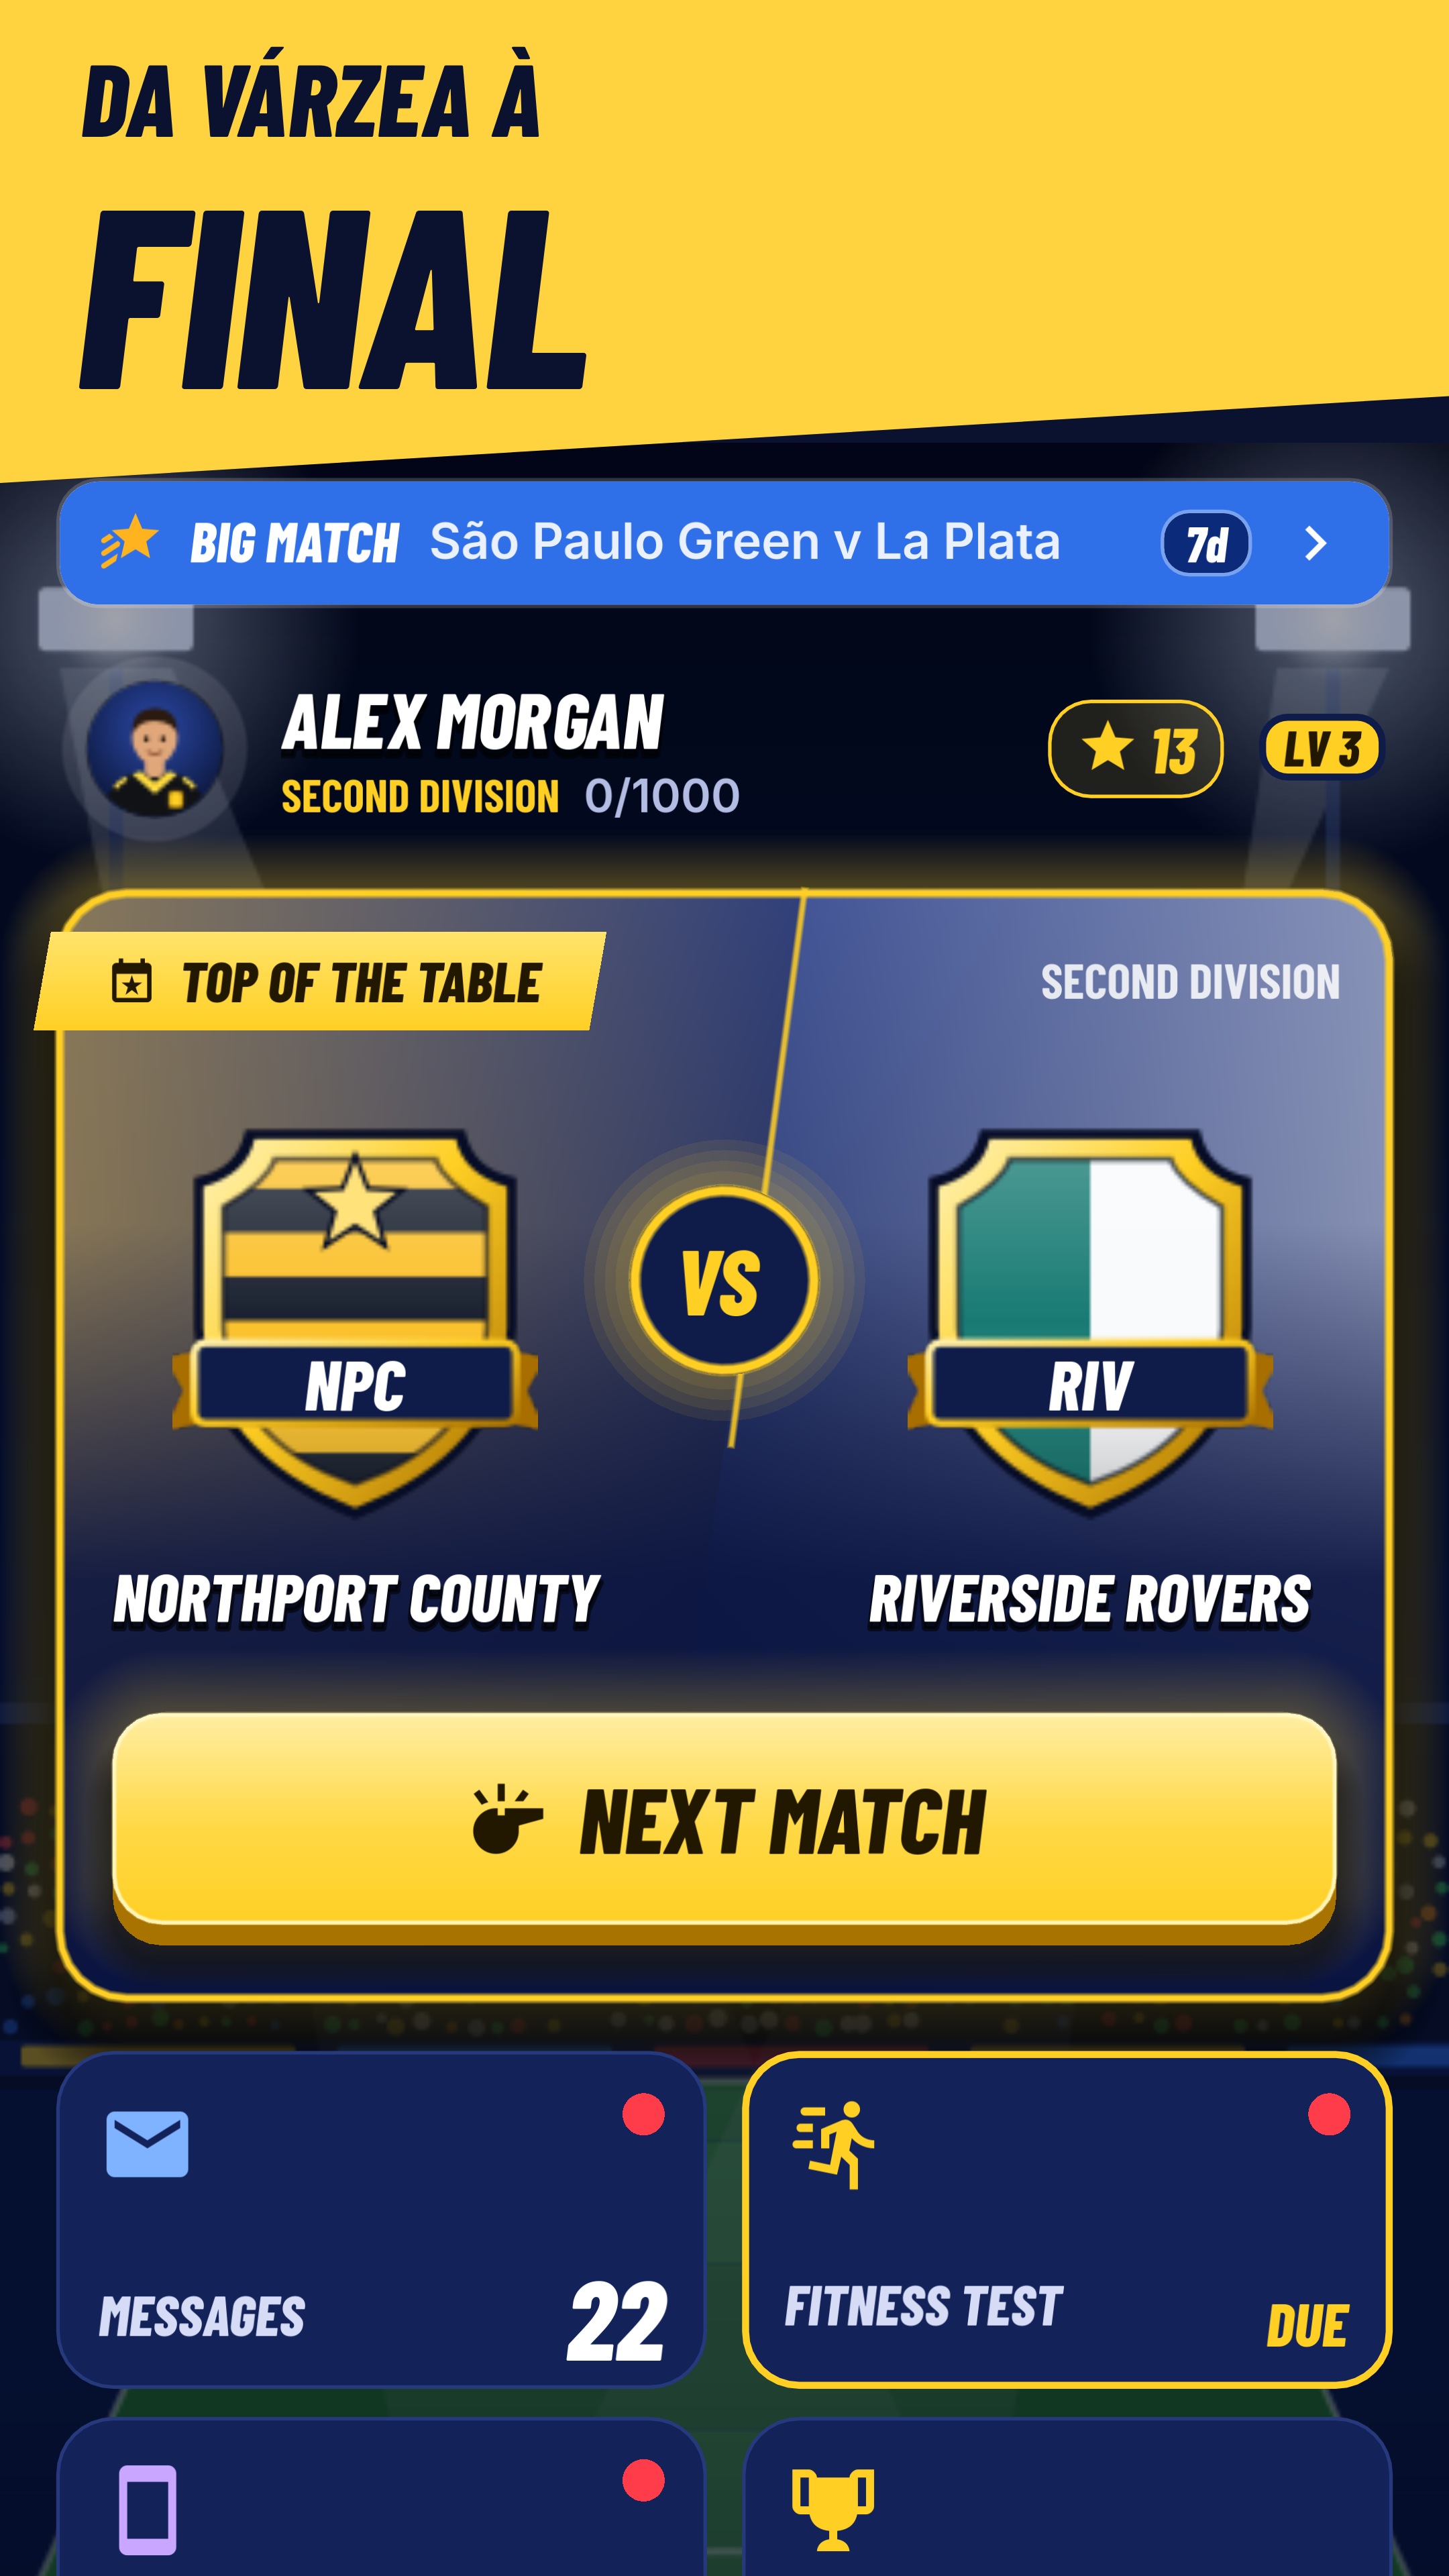 DA VÁRZEA À
FINAL
BIG MATCH São Paulo Green v La Plata 7d
ALEX MORGAN
SECOND DIVISION 0/1000
13
LV 3
TOP OF THE TABLE
SECOND DIVISION
VS
NPC
RIV
NORTHPORT COUNTY
RIVERSIDE ROVERS
NEXT MATCH
MESSAGES
22
FITNESS TEST
DUE